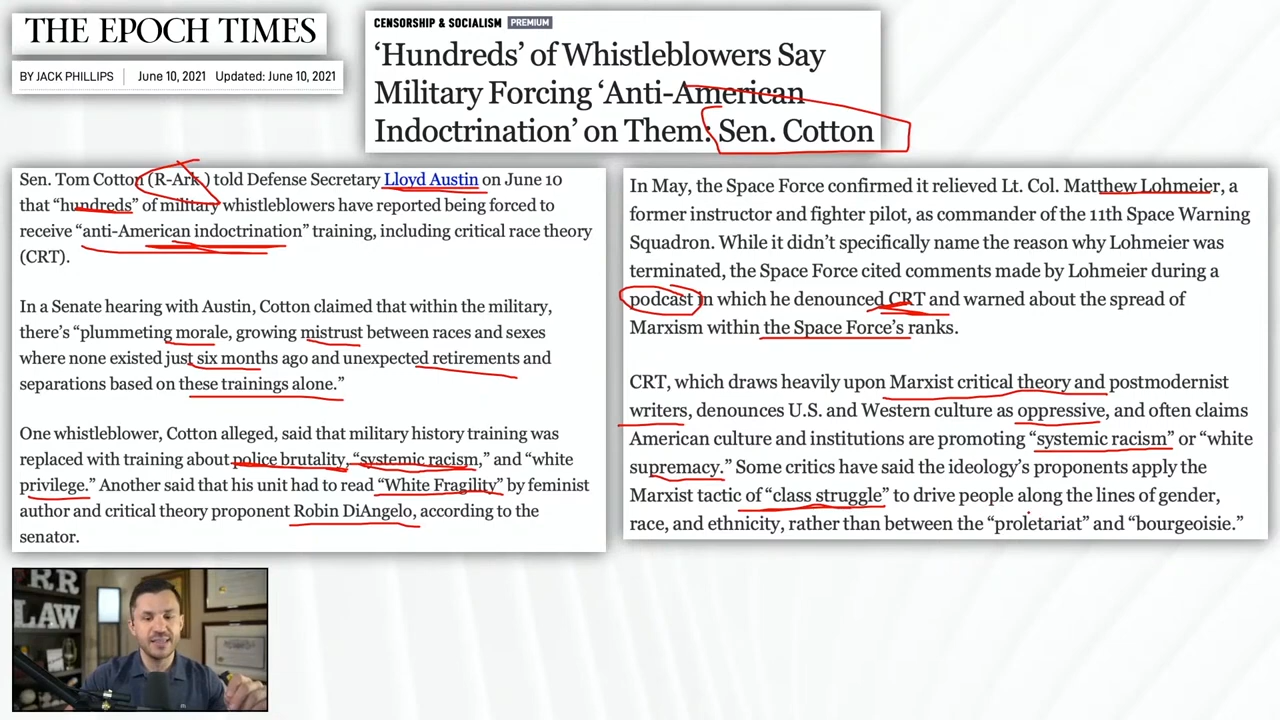 THE EPOCH TIMES
BY JACK PHILLIPS June 10, 2021 Updated: June 10, 2021
CENSORSHIP & SOCIALISM PREMIUM
‘Hundreds’ of Whistleblowers Say
Military Forcing ‘Anti-American
Indoctrination’ on Them: Sen. Cotton
Sen. Tom Cotton (R-Ark.) told Defense Secretary Lloyd Austin on June 10
that “hundreds” of military whistleblowers have reported being forced to
receive “anti-American indoctrination” training, including critical race theory
(CRT).
In a Senate hearing with Austin, Cotton claimed that within the military,
there’s “plummeting morale, growing mistrust between races and sexes
where none existed just six months ago and unexpected retirements and
separations based on these trainings alone.”
One whistleblower, Cotton alleged, said that military history training was
replaced with training about police brutality, “systemic racism,” and “white
privilege.” Another said that his unit had to read “White Fragility” by feminist
author and critical theory proponent Robin DiAngelo, according to the
senator.
In May, the Space Force confirmed it relieved Lt. Col. Matthew Lohmeier, a
former instructor and fighter pilot, as commander of the 11th Space Warning
Squadron. While it didn’t specifically name the reason why Lohmeier was
terminated, the Space Force cited comments made by Lohmeier during a
podcast in which he denounced CRT and warned about the spread of
Marxism within the Space Force’s ranks.
CRT, which draws heavily upon Marxist critical theory and postmodernist
writers, denounces U.S. and Western culture as oppressive, and often claims
American culture and institutions are promoting “systemic racism” or “white
supremacy.” Some critics have said the ideology’s proponents apply the
Marxist tactic of “class struggle” to drive people along the lines of gender,
race, and ethnicity, rather than between the “proletariat” and “bourgeoisie.”
RR
LAW